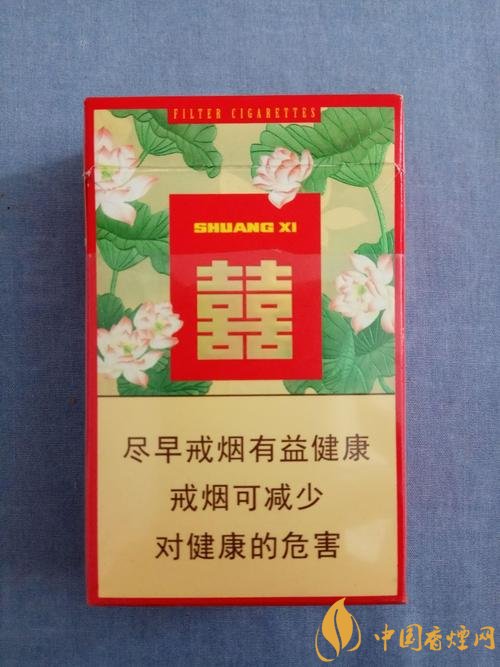 FILTER CIGARETTES
SHUANG XI
囍
尽早戒烟有益健康
戒烟可减少
对健康的危害
中国香烟网